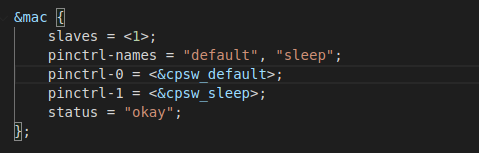 &mac {
    slaves = <1>;
    pinctrl-names = "default", "sleep";
    pinctrl-0 = <&cpsw_default>;
    pinctrl-1 = <&cpsw_sleep>;
    status = "okay";
};